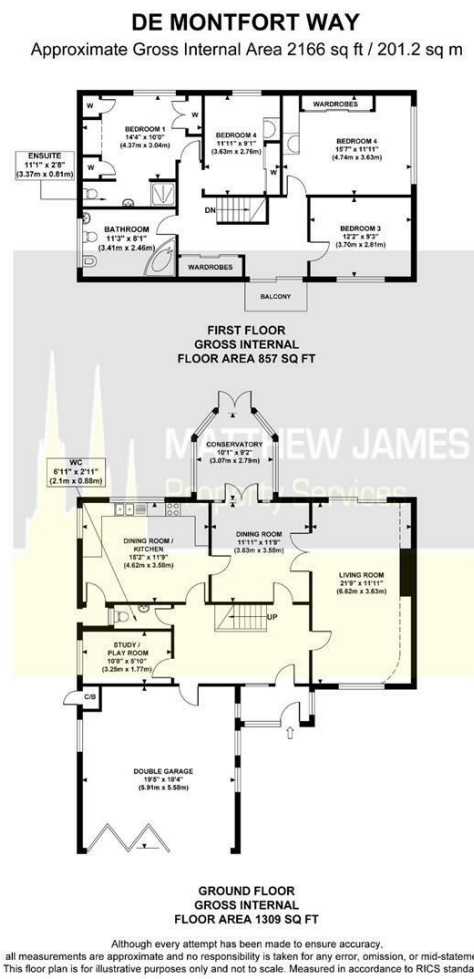 DE MONTFORT WAY
Approximate Gross Internal Area 2166 sq ft / 201.2 sq m
WARDROBES
W
W
BEDROOM 1
14'4" x 10'0"
(4.37m x 3.04m)
BEDROOM 4
11'11" x 9'1"
(3.63m x 2.76m)
BEDROOM 4
15'7" x 11'11"
(4.74m x 3.63m)
ENSUITE
11'1" x 2'8"
(3.37m x 0.81m)
W
W
DN
BATHROOM
11'3" x 8'1"
(3.41m x 2.46m)
BEDROOM 3
12'2" x 9'3"
(3.70m x 2.81m)
WARDROBES
BALCONY
FIRST FLOOR
GROSS INTERNAL
FLOOR AREA 857 SQ FT
MATTHEW JAMES
Property Services
CONSERVATORY
10'1" x 9'2"
(3.07m x 2.79m)
WC
6'11" x 2'11"
(2.1m x 0.88m)
DINING ROOM /
KITCHEN
15'2" x 11'9"
(4.62m x 3.58m)
DINING ROOM
11'11" x 11'9"
(3.63m x 3.58m)
LIVING ROOM
21'9" x 11'11"
(6.62m x 3.63m)
UP
STUDY /
PLAY ROOM
10'8" x 5'10"
(3.25m x 1.77m)
C/B
DOUBLE GARAGE
19'5" x 18'4"
(5.91m x 5.58m)
GROUND FLOOR
GROSS INTERNAL
FLOOR AREA 1309 SQ FT
Although every attempt has been made to ensure accuracy,
all measurements are approximate and no responsibility is taken for any error, omission, or mid-stateme
This floor plan is for illustrative purposes only and not to scale. Measured in accordance to RICS standa